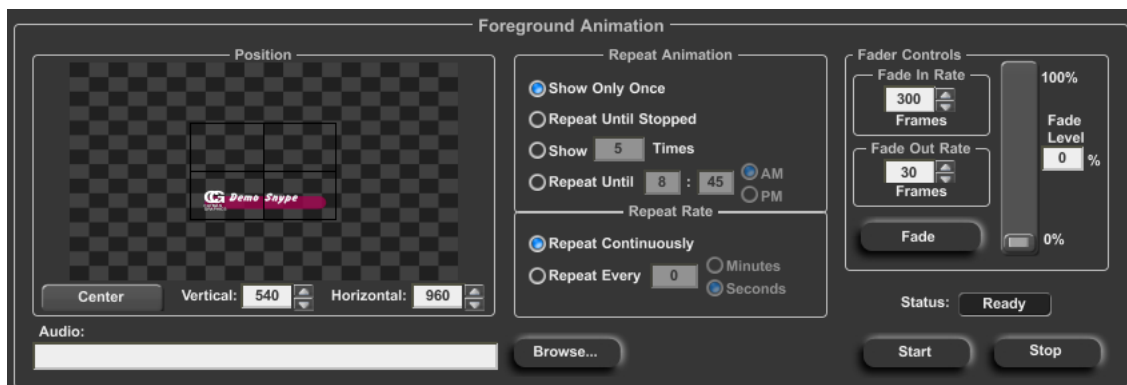 Foreground Animation
Position
CG Demo Snype
Center
Vertical: 540
Horizontal: 960
Audio:
Repeat Animation
Show Only Once
Repeat Until Stopped
Show 5 Times
Repeat Until 8 : 45 AM
PM
Repeat Rate
Repeat Continuously
Repeat Every 0 Minutes
Seconds
Browse...
Fader Controls
Fade In Rate
300
Frames
Fade Out Rate
30
Frames
Fade
100%
Fade
Level
0 %
0%
Status: Ready
Start
Stop